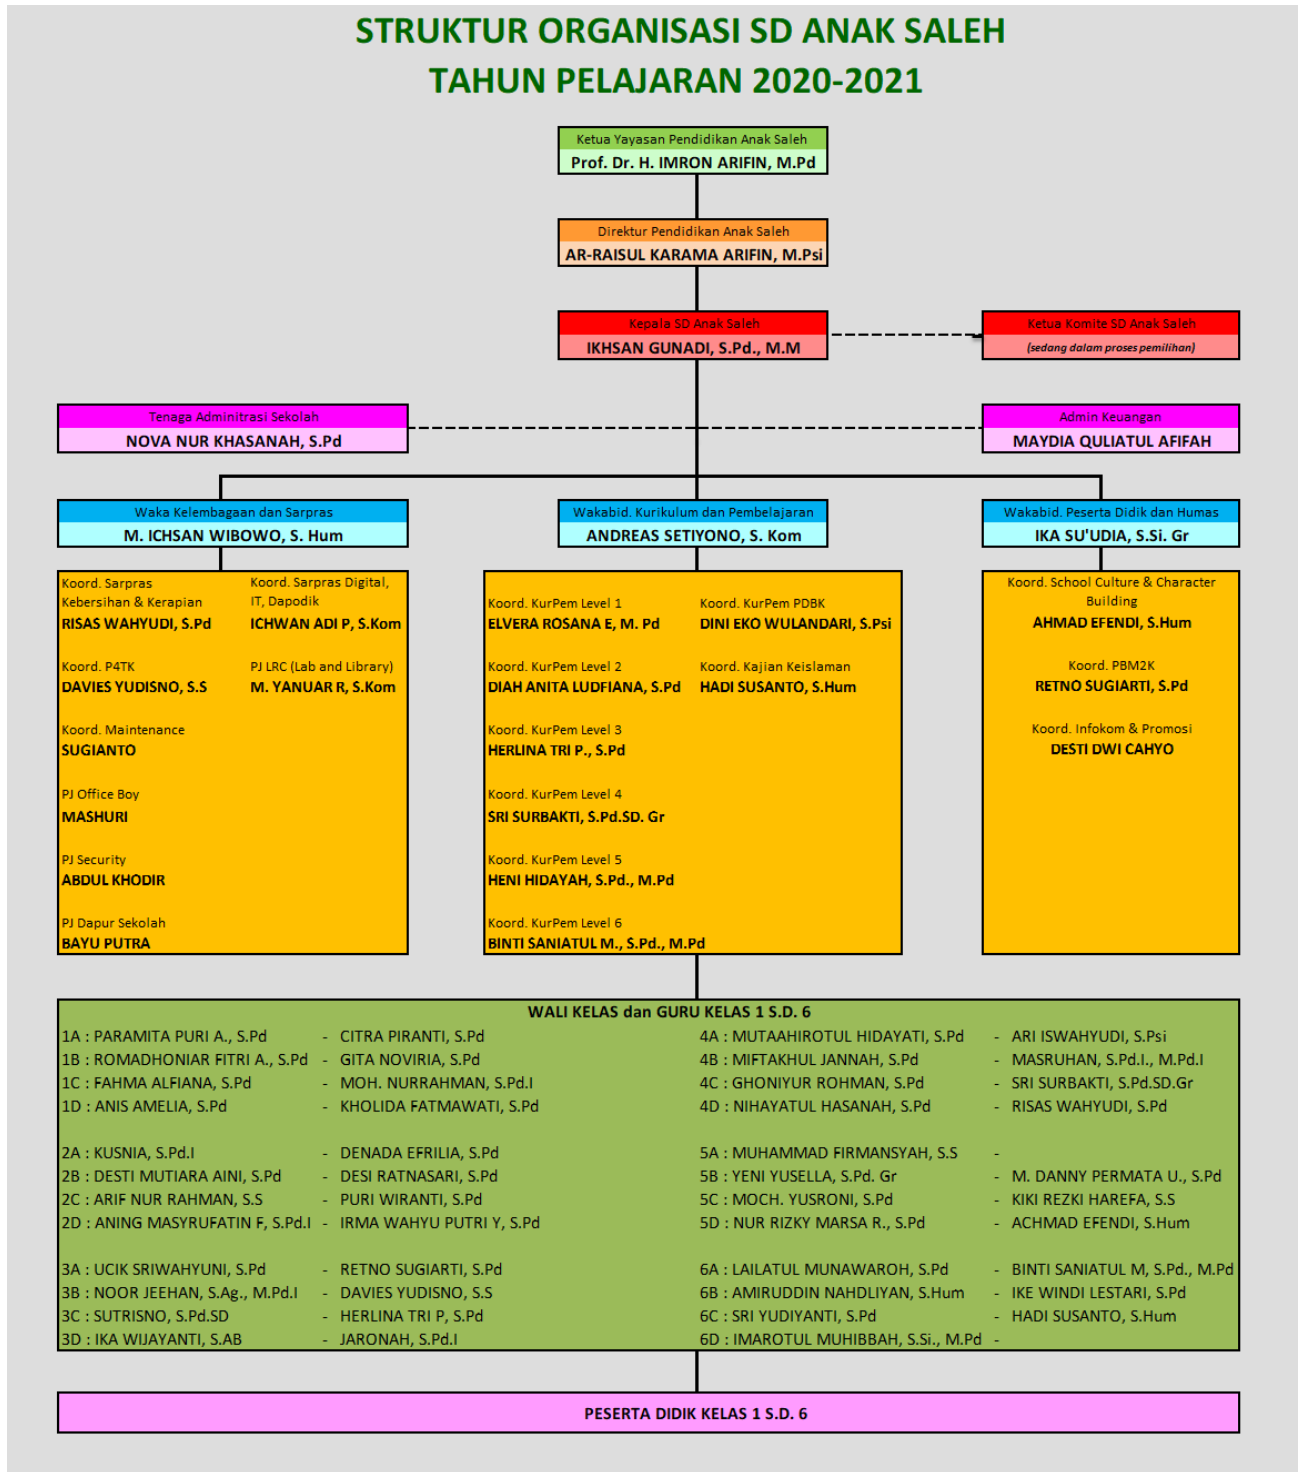 STRUKTUR ORGANISASI SD ANAK SALEH
TAHUN PELAJARAN 2020-2021
Ketua Yayasan Pendidikan Anak Saleh
Prof. Dr. H. IMRON ARIFIN, M.Pd
Direktur Pendidikan Anak Saleh
AR-RAISUL KARAMA ARIFIN, M.Psi
Kepala SD Anak Saleh
IKHSAN GUNADI, S.Pd., M.M
Ketua Komite SD Anak Saleh
(sedang dalam proses pemilihan)
Tenaga Adminitrasi Sekolah
NOVA NUR KHASANAH, S.Pd
Admin Keuangan
MAYDIA QULIATUL AFIFAH
Waka Kelembagaan dan Sarpras
M. ICHSAN WIBOWO, S. Hum
Wakabid. Kurikulum dan Pembelajaran
ANDREAS SETIYONO, S. Kom
Wakabid. Peserta Didik dan Humas
IKA SU'UDIA, S.Si. Gr
Koord. Sarpras
Kebersihan & Kerapian
RISAS WAHYUDI, S.Pd
Koord. Sarpras Digital,
IT, Dapodik
ICHWAN ADI P, S.Kom
Koord. P4TK
DAVIES YUDISNO, S.S
PJ LRC (Lab and Library)
M. YANUAR R, S.Kom
Koord. Maintenance
SUGIANTO
PJ Office Boy
MASHURI
PJ Security
ABDUL KHODIR
PJ Dapur Sekolah
BAYU PUTRA
Koord. KurPem Level 1
ELVERA ROSANA E, M. Pd
Koord. KurPem PDBK
DINI EKO WULANDARI, S.Psi
Koord. KurPem Level 2
DIAH ANITA LUDFIANA, S.Pd
Koord. Kajian Keislaman
HADI SUSANTO, S.Hum
Koord. KurPem Level 3
HERLINA TRI P., S.Pd
Koord. KurPem Level 4
SRI SURBAKTI, S.Pd.SD. Gr
Koord. KurPem Level 5
HENI HIDAYAH, S.Pd., M.Pd
Koord. KurPem Level 6
BINTI SANIATUL M., S.Pd., M.Pd
Koord. School Culture & Character
Building
AHMAD EFENDI, S.Hum
Koord. PBM2K
RETNO SUGIARTI, S.Pd
Koord. Infokom & Promosi
DESTI DWI CAHYO
WALI KELAS dan GURU KELAS 1 S.D. 6
1A : PARAMITA PURI A., S.Pd - CITRA PIRANTI, S.Pd
1B : ROMADHONIAR FITRI A., S.Pd - GITA NOVIRIA, S.Pd
1C : FAHMA ALFIANA, S.Pd - MOH. NURRAHMAN, S.Pd.I
1D : ANIS AMELIA, S.Pd - KHOLIDA FATMAWATI, S.Pd
2A : KUSNIA, S.Pd.I - DENADA EFRILIA, S.Pd
2B : DESTI MUTIARA AINI, S.Pd - DESI RATNASARI, S.Pd
2C : ARIF NUR RAHMAN, S.S - PURI WIRANTI, S.Pd
2D : ANING MASYRUFATIN F, S.Pd.I - IRMA WAHYU PUTRI Y, S.Pd
3A : UCIK SRIWAHYUNI, S.Pd - RETNO SUGIARTI, S.Pd
3B : NOOR JEEHAN, S.Ag., M.Pd.I - DAVIES YUDISNO, S.S
3C : SUTRISNO, S.Pd.SD - HERLINA TRI P, S.Pd
3D : IKA WIJAYANTI, S.AB - JARONAH, S.Pd.I
4A : MUTAAHIROTUL HIDAYATI, S.Pd - ARI ISWAHYUDI, S.Psi
4B : MIFTAKHUL JANNAH, S.Pd - MASRUHAN, S.Pd.I., M.Pd.I
4C : GHONIYUR ROHMAN, S.Pd - SRI SURBAKTI, S.Pd.SD.Gr
4D : NIHAYATUL HASANAH, S.Pd - RISAS WAHYUDI, S.Pd
5A : MUHAMMAD FIRMANSYAH, S.S -
5B : YENI YUSELLA, S.Pd. Gr - M. DANNY PERMATA U., S.Pd
5C : MOCH. YUSRONI, S.Pd - KIKI REZKI HAREFA, S.S
5D : NUR RIZKY MARSA R., S.Pd - ACHMAD EFENDI, S.Hum
6A : LAILATUL MUNAWAROH, S.Pd - BINTI SANIATUL M, S.Pd., M.Pd
6B : AMIRUDDIN NAHDLIYAN, S.Hum - IKE WINDI LESTARI, S.Pd
6C : SRI YUDIYANTI, S.Pd - HADI SUSANTO, S.Hum
6D : IMAROTUL MUHIBBAH, S.Si., M.Pd -
PESERTA DIDIK KELAS 1 S.D. 6